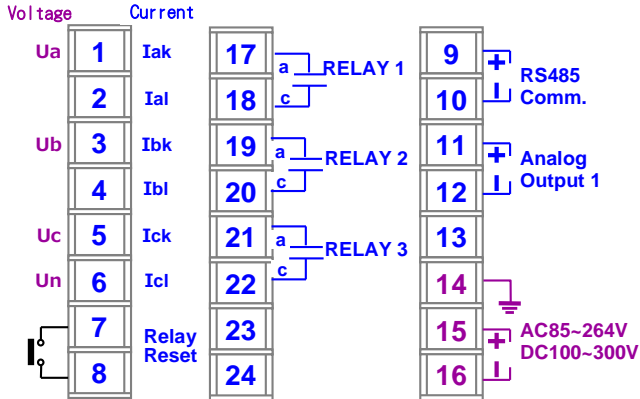 Voltage Current
Ua 1 Iak 17 a RELAY 1 9 + RS485
2 Ial 18 c 10 − Comm.
Ub 3 Ibk 19 a RELAY 2 11 + Analog
4 Ibl 20 c 12 − Output 1
Uc 5 Ick 21 a RELAY 3 13
Un 6 Icl 22 c 14
7 Relay 23 15 + AC85~264V
8 Reset 24 16 − DC100~300V